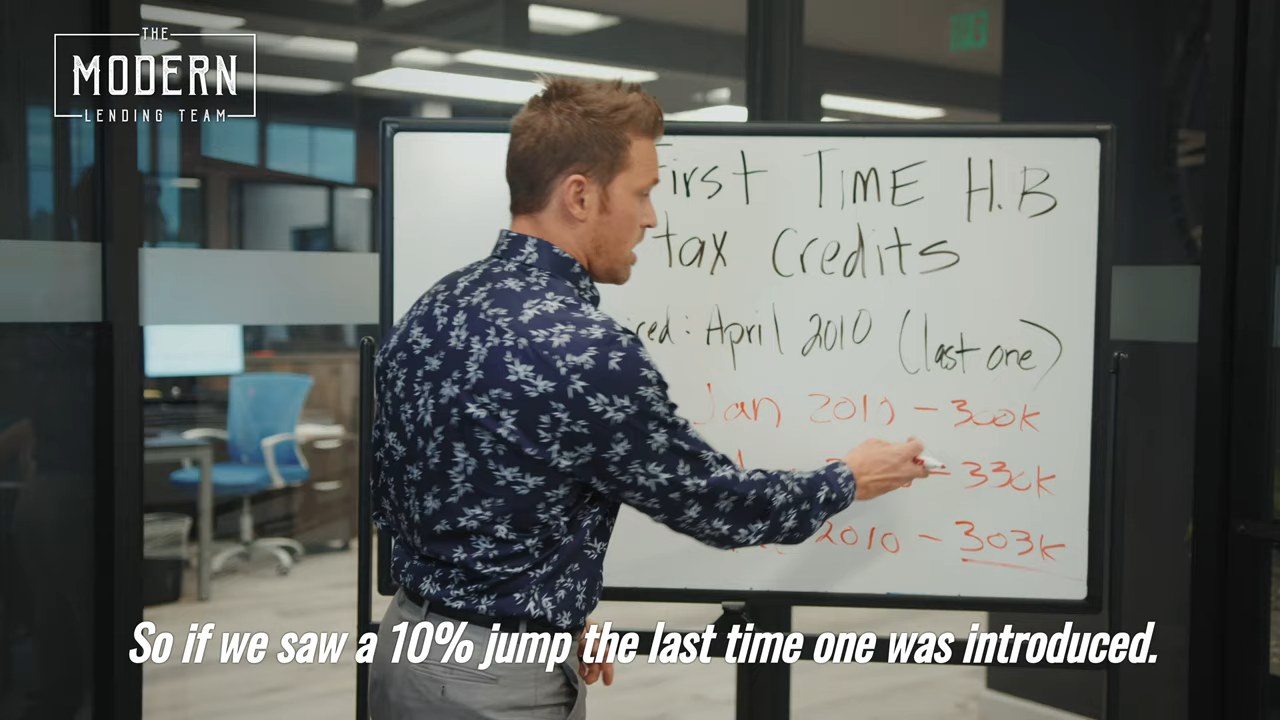 THE
MODERN
LENDING TEAM
First TIME H.B
tax Credits
: April 2010 (last one)
Jan 2010 - 300K
- 330K
2010 - 303K
So if we saw a 10% jump the last time one was introduced.